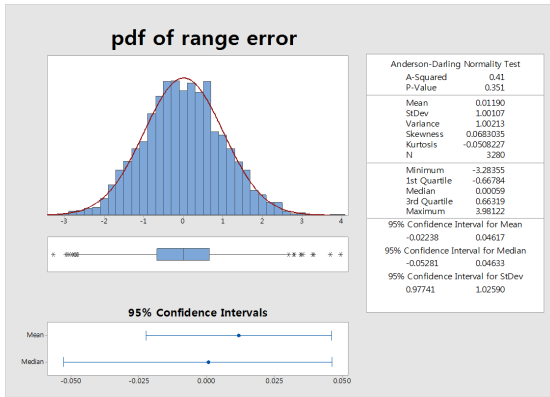 pdf of range error
-3 -2 -1 0 1 2 3 4
Anderson-Darling Normality Test
A-Squared 0.41
P-Value 0.351
Mean 0.01190
StDev 1.00107
Variance 1.00213
Skewness 0.0683035
Kurtosis -0.0508227
N 3280
Minimum -3.28355
1st Quartile -0.66784
Median 0.00059
3rd Quartile 0.66319
Maximum 3.98122
95% Confidence Interval for Mean
-0.02238 0.04617
95% Confidence Interval for Median
-0.05281 0.04633
95% Confidence Interval for StDev
0.97741 1.02590
95% Confidence Intervals
Mean
Median
-0.050 -0.025 0.000 0.025 0.050